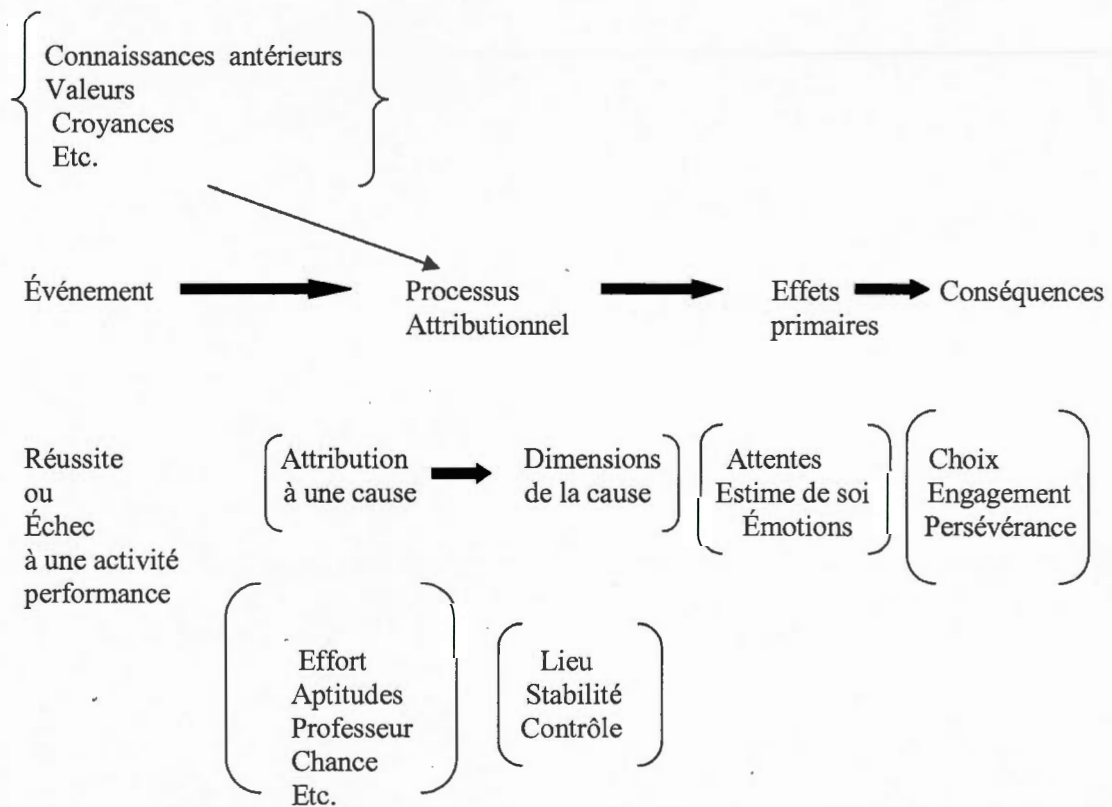 Connaissances antérieurs
Valeurs
Croyances
Etc.
Événement
Processus
Attributionnel
Effets
primaires
Conséquences
Réussite
ou
Échec
à une activité
performance
Attribution
à une cause
Dimensions
de la cause
Attentes
Estime de soi
Émotions
Choix
Engagement
Persévérance
Effort
Aptitudes
Professeur
Chance
Etc.
Lieu
Stabilité
Contrôle